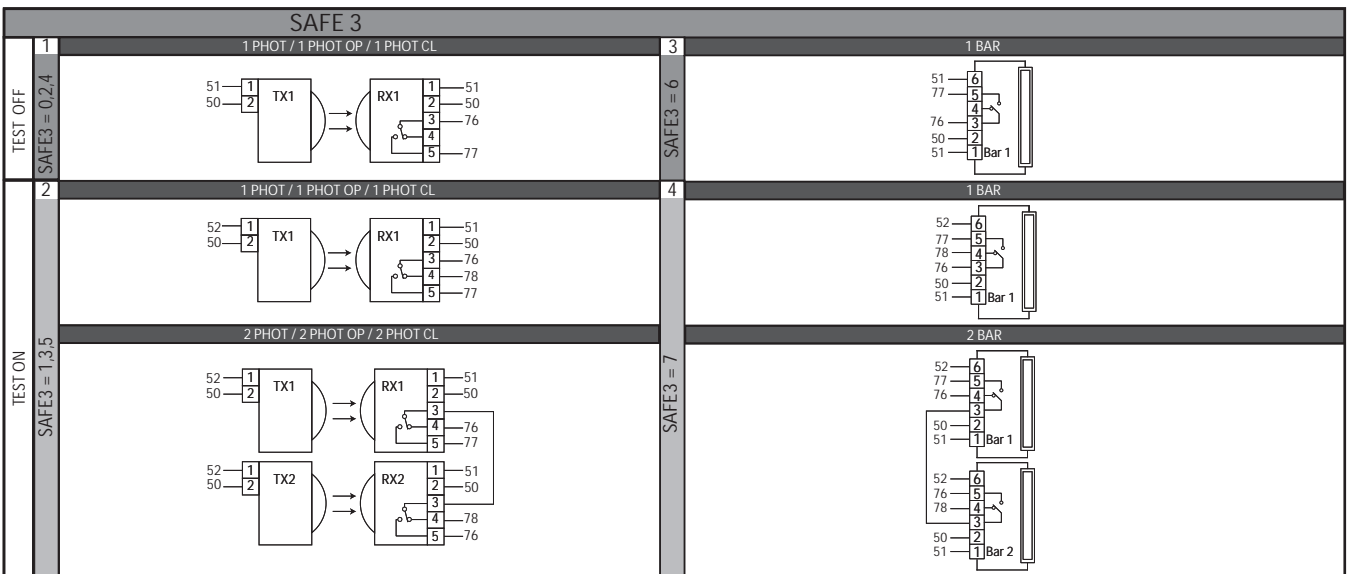 SAFE 3
1
1 PHOT / 1 PHOT OP / 1 PHOT CL
3
1 BAR
TEST OFF
SAFE3 = 0,2,4
51 1 TX1 RX1 1 51
50 2 2 50
3 76
4
5 77
SAFE3 = 6
51 6
77 5
4
76 3
50 2
51 1 Bar 1
2
1 PHOT / 1 PHOT OP / 1 PHOT CL
4
1 BAR
TEST ON
SAFE3 = 1,3,5
52 1 TX1 RX1 1 51
50 2 2 50
3 76
4 78
5 77
SAFE3 = 7
52 6
77 5
78 4
76 3
50 2
51 1 Bar 1
2 PHOT / 2 PHOT OP / 2 PHOT CL
2 BAR
52 1 TX1 RX1 1 51
50 2 2 50
3
4 76
5 77
52 1 TX2 RX2 1 51
50 2 2 50
3
4 78
5 76
52 6
77 5
76 4
3
50 2
51 1 Bar 1
52 6
76 5
78 4
3
50 2
51 1 Bar 2